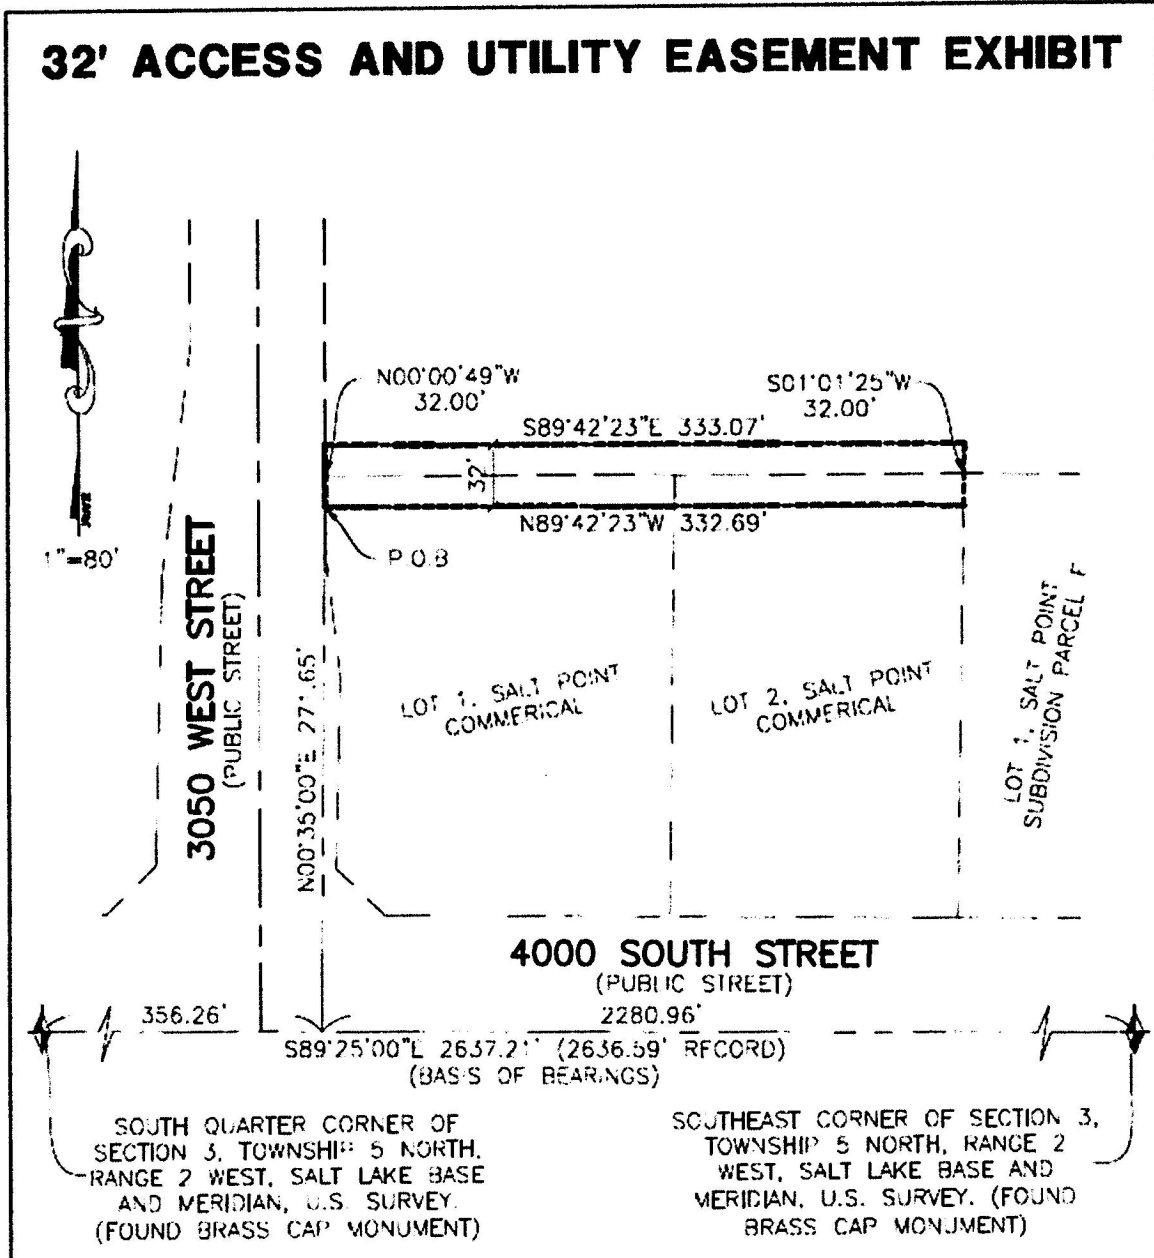 32' ACCESS AND UTILITY EASEMENT EXHIBIT
N00°00'49"W
32.00'
S01°01'25"W
32.00'
S89°42'23"E 333.07'
32'
N89°42'23"W 332.69'
P.O.B
1"=80'
3050 WEST STREET
(PUBLIC STREET)
N00°35'00"E 271.65'
LOT 1, SALT POINT
COMMERICAL
LOT 2, SALT POINT
COMMERICAL
LOT 1, SALT POINT
SUBDIVISION PARCEL F
4000 SOUTH STREET
(PUBLIC STREET)
356.26'
2280.96'
S89°25'00"E 2637.21' (2636.59' RECORD)
(BASIS OF BEARINGS)
SOUTH QUARTER CORNER OF
SECTION 3, TOWNSHIP 5 NORTH,
RANGE 2 WEST, SALT LAKE BASE
AND MERIDIAN, U.S. SURVEY.
(FOUND BRASS CAP MONUMENT)
SOUTHEAST CORNER OF SECTION 3,
TOWNSHIP 5 NORTH, RANGE 2
WEST, SALT LAKE BASE AND
MERIDIAN, U.S. SURVEY. (FOUND
BRASS CAP MONUMENT)